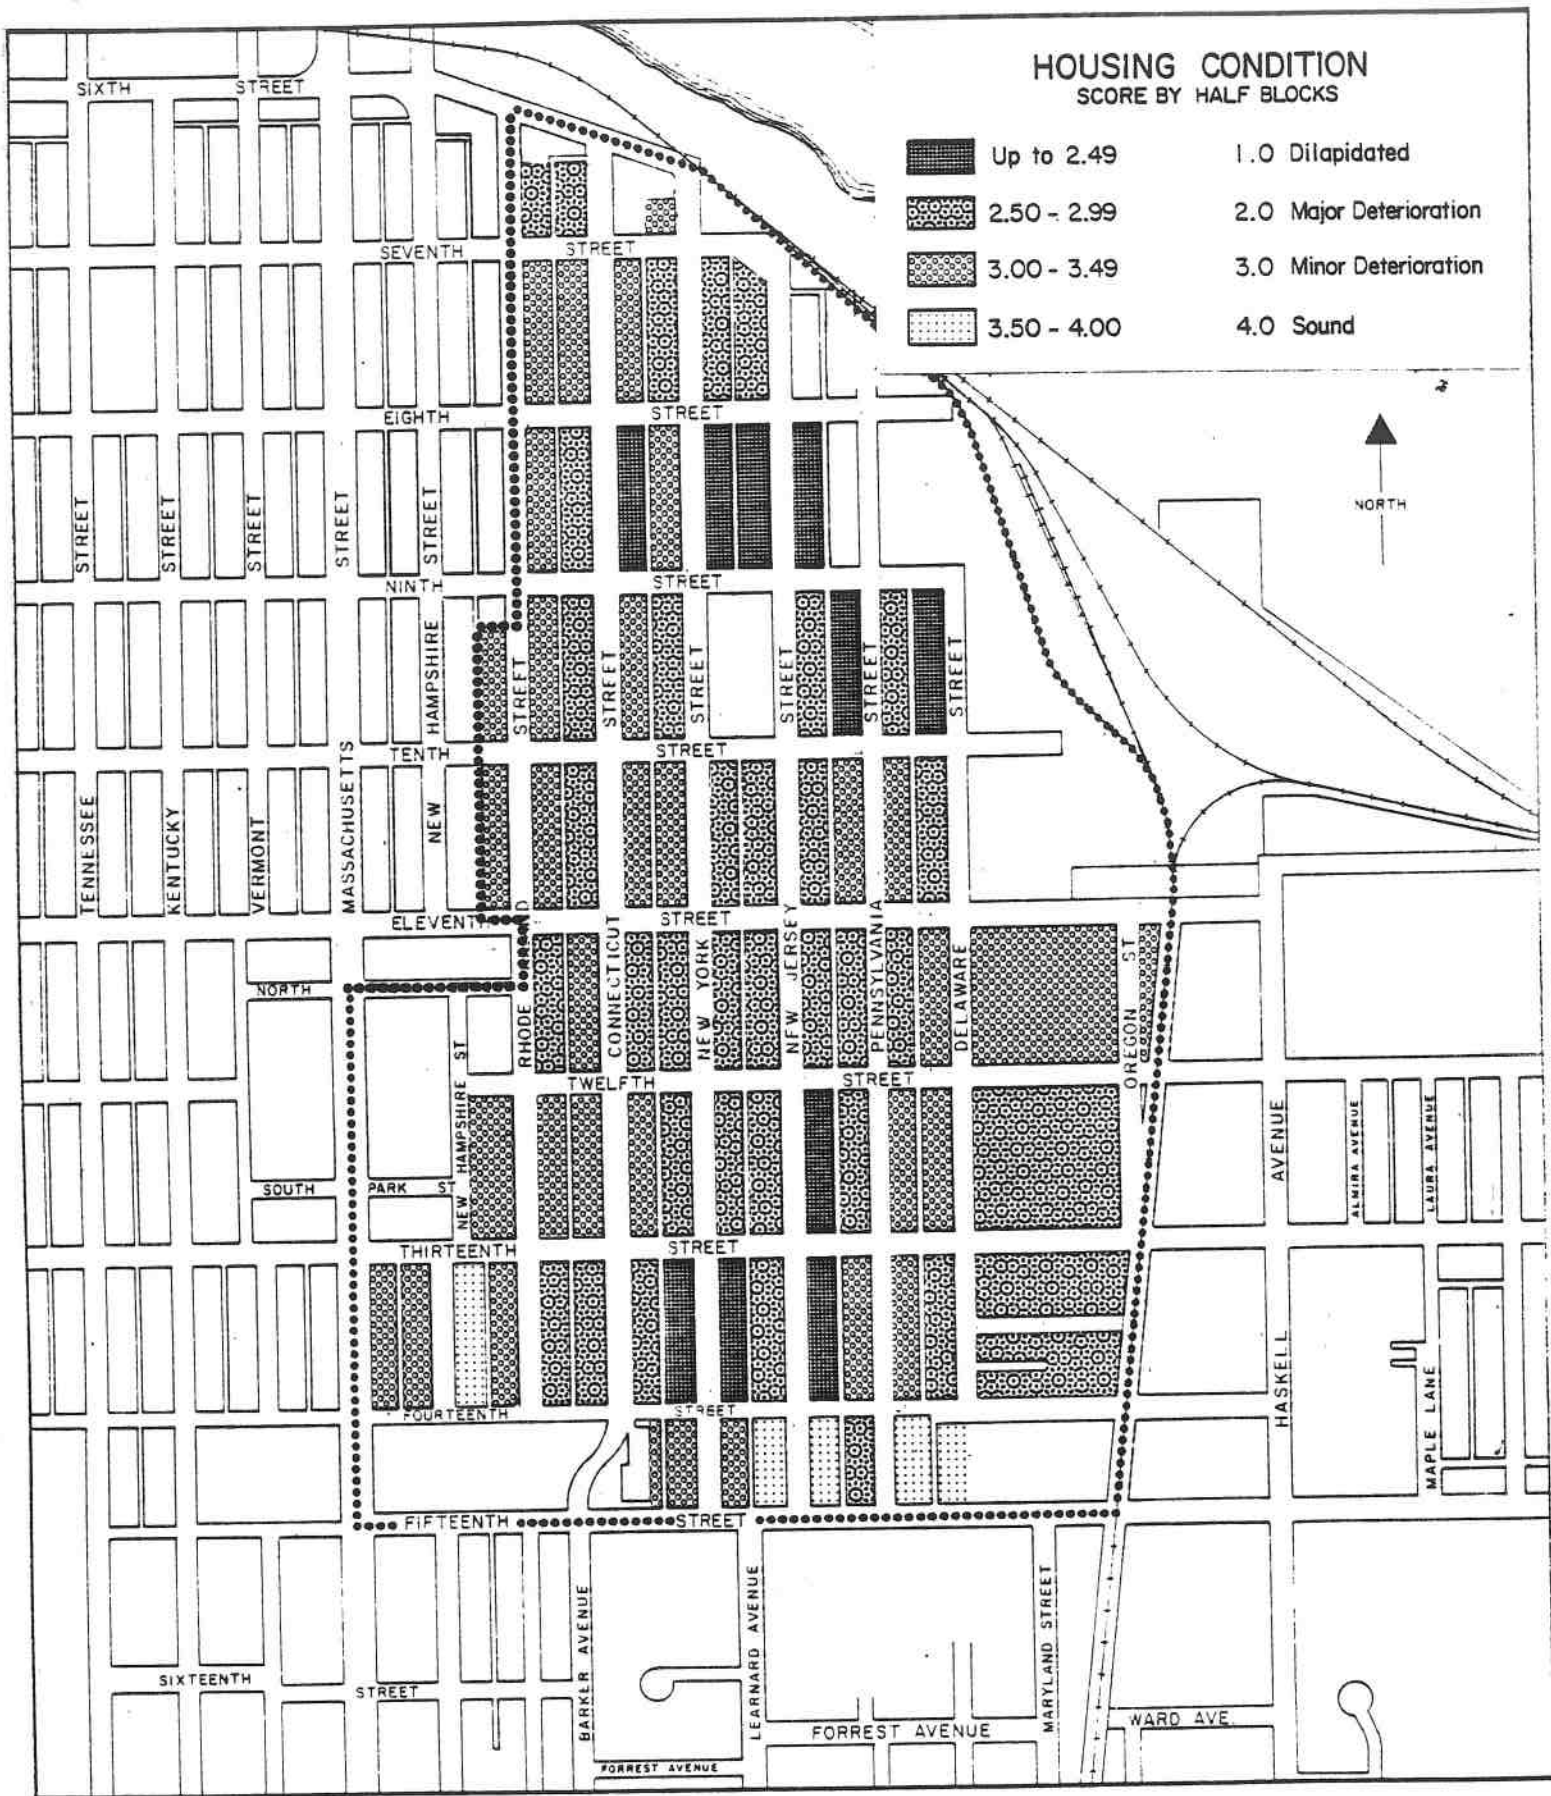 HOUSING CONDITION
SCORE BY HALF BLOCKS
Up to 2.49
1.0 Dilapidated
2.50 - 2.99
2.0 Major Deterioration
3.00 - 3.49
3.0 Minor Deterioration
3.50 - 4.00
4.0 Sound
NORTH
SIXTH STREET
SEVENTH STREET
EIGHTH STREET
STREET
STREET
STREET
STREET
STREET
NINTH STREET
HAMPSHIRE
STREET
STREET
STREET
STREET
STREET
STREET
TENTH STREET
TENNESSEE
KENTUCKY
VERMONT
MASSACHUSETTS
NEW
ELEVENTH STREET
RHODE
CONNECTICUT
NEW YORK
NEW JERSEY
PENNSYLVANIA
DELAWARE
OREGON ST
NORTH
TWELFTH STREET
NEW HAMPSHIRE ST
SOUTH PARK ST
AVENUE
ALMIRA AVENUE
LAURA AVENUE
THIRTEENTH STREET
HASKELL
MAPLE LANE
FOURTEENTH STREET
FIFTEENTH STREET
BARKER AVENUE
LEARNARD AVENUE
MARYLAND STREET
SIXTEENTH STREET
FORREST AVENUE
WARD AVE.
FORREST AVENUE